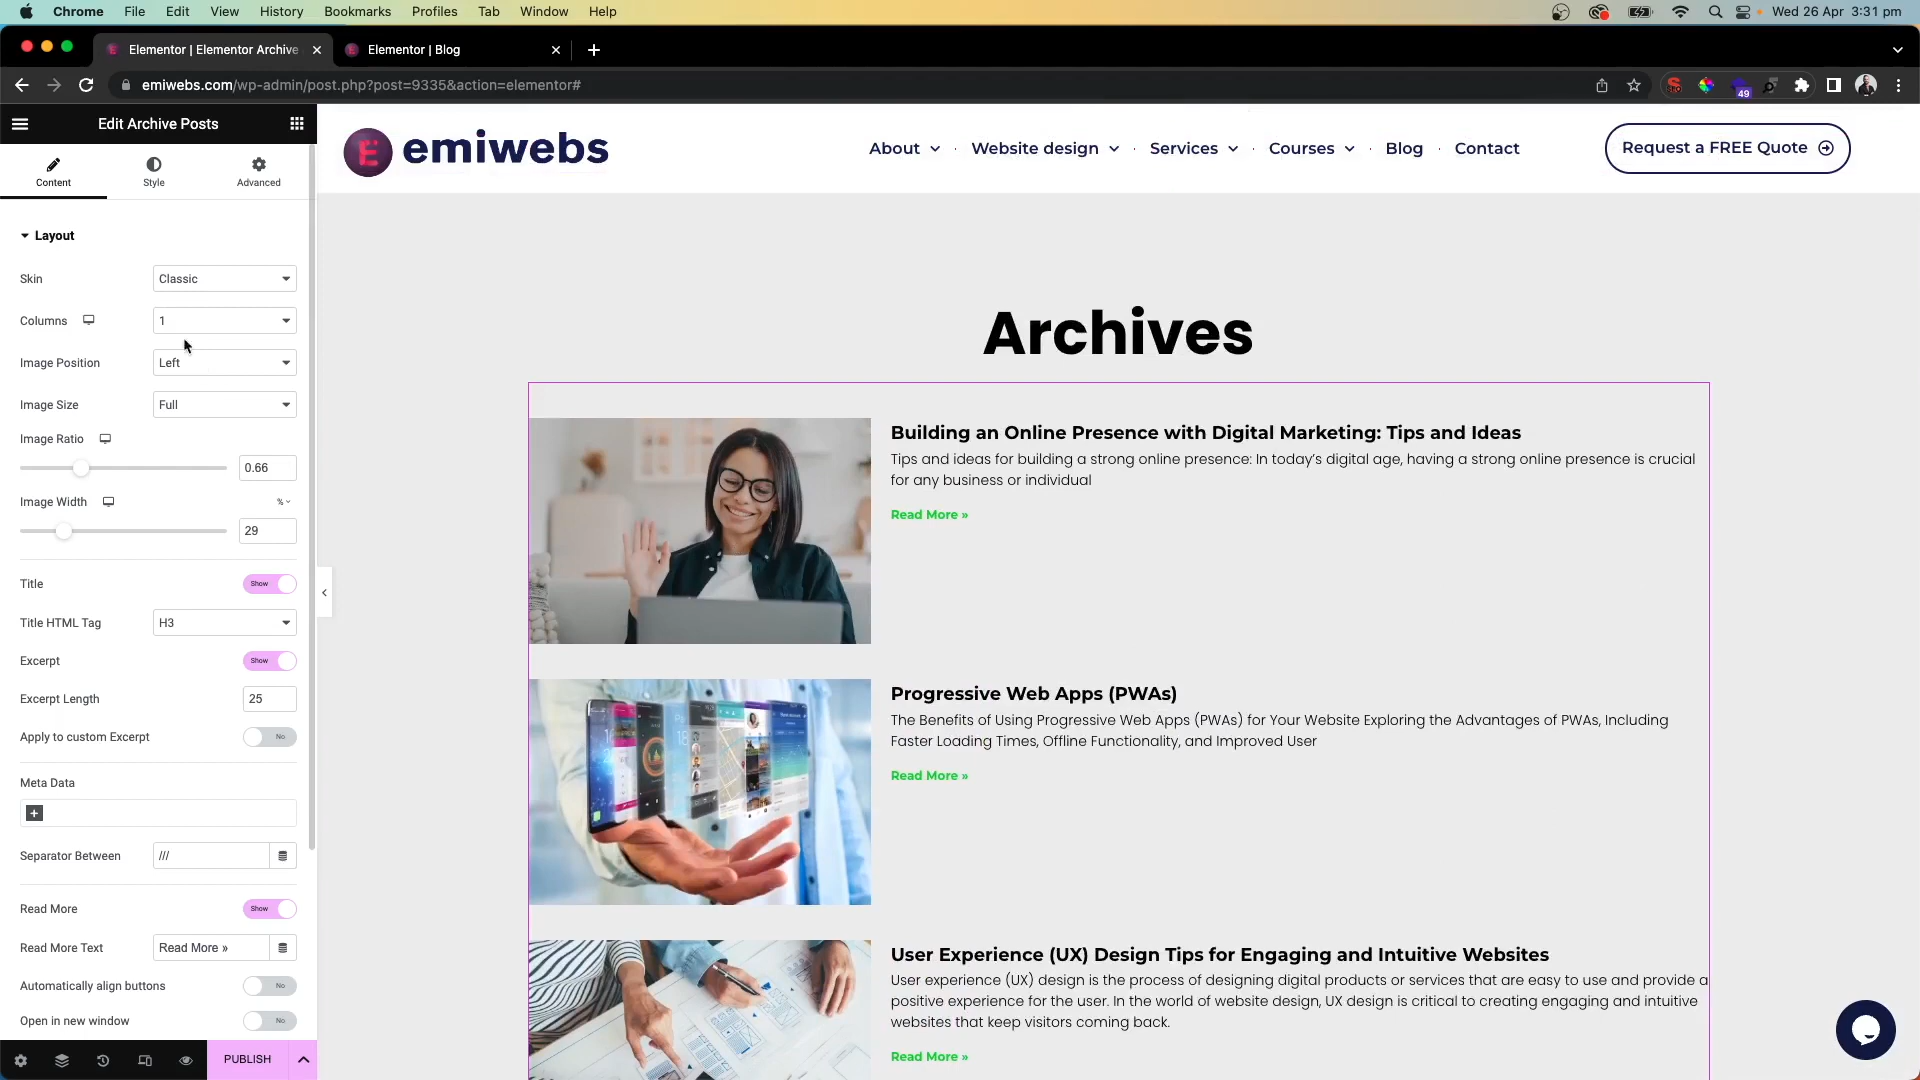 Chrome File Edit View History Bookmarks Profiles Tab Window Help
Wed 26 Apr 3:31 pm
Elementor | Elementor Archive
Elementor | Blog
emiwebs.com/wp-admin/post.php?post=9335&action=elementor#
49
Edit Archive Posts
Content
Style
Advanced
Layout
Skin Classic
Columns 1
Image Position Left
Image Size Full
Image Ratio
0.66
Image Width %
29
Title Show
Title HTML Tag H3
Excerpt Show
Excerpt Length 25
Apply to custom Excerpt No
Meta Data
Separator Between ///
Read More Show
Read More Text Read More »
Automatically align buttons No
Open in new window No
PUBLISH
E emiwebs
About · Website design · Services · Courses · Blog · Contact
Request a FREE Quote
Archives
Building an Online Presence with Digital Marketing: Tips and Ideas
Tips and ideas for building a strong online presence: In today's digital age, having a strong online presence is crucial
for any business or individual
Read More »
Progressive Web Apps (PWAs)
The Benefits of Using Progressive Web Apps (PWAs) for Your Website Exploring the Advantages of PWAs, Including
Faster Loading Times, Offline Functionality, and Improved User
Read More »
User Experience (UX) Design Tips for Engaging and Intuitive Websites
User experience (UX) design is the process of designing digital products or services that are easy to use and provide a
positive experience for the user. In the world of website design, UX design is critical to creating engaging and intuitive
websites that keep visitors coming back.
Read More »